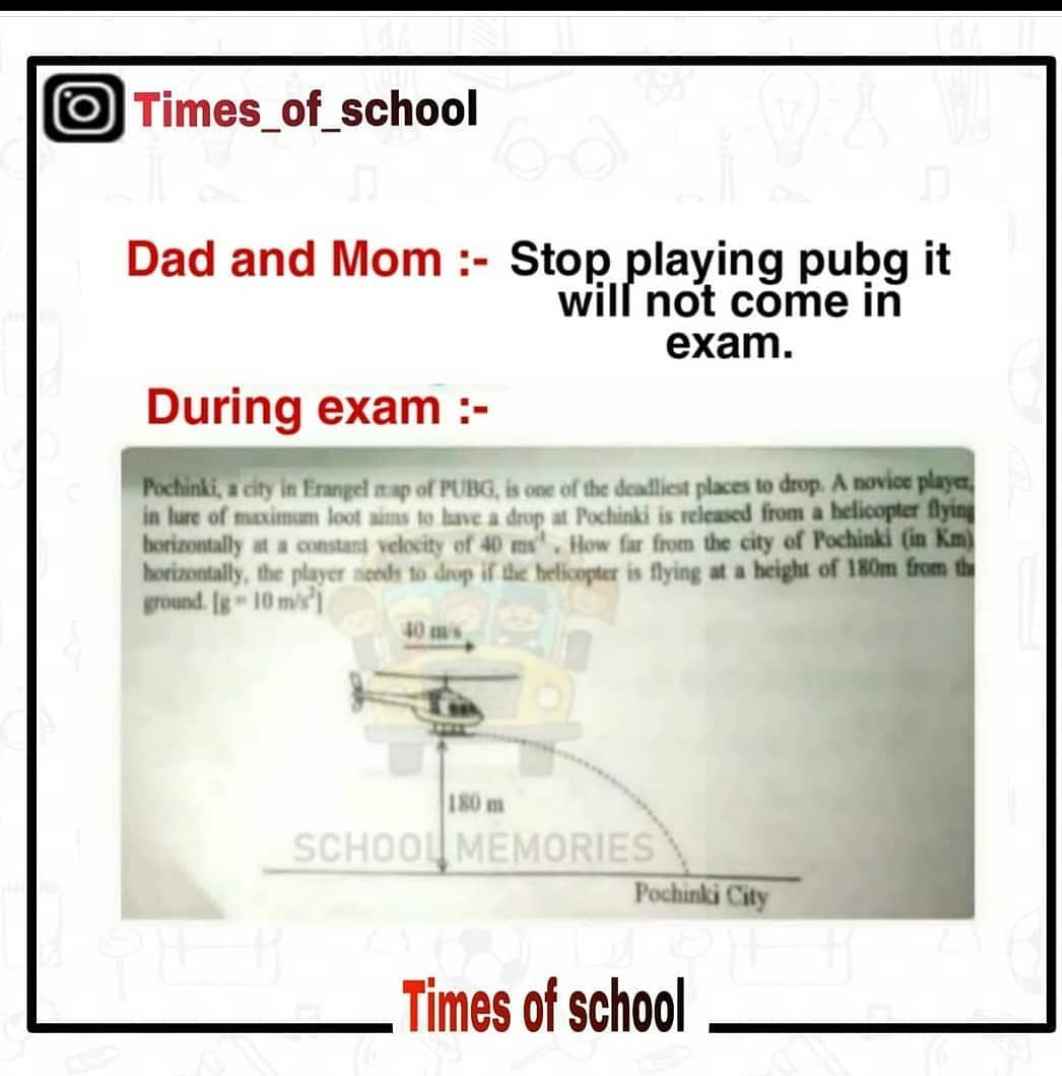 Times_of_school
Dad and Mom :- Stop playing pubg it
will not come in
exam.
During exam :-
Pochinki, a city in Erangel map of PUBG, is one of the deadliest places to drop. A novice player,
in lure of maximum loot aims to have a drop at Pochinki is released from a helicopter flying
horizontally at a constant velocity of 40 ms⁻¹. How far from the city of Pochinki (in Km)
horizontally, the player needs to drop if the helicopter is flying at a height of 180m from the
ground. [g = 10 m/s²]
40 m/s
180 m
SCHOOL MEMORIES
Pochinki City
Times of school